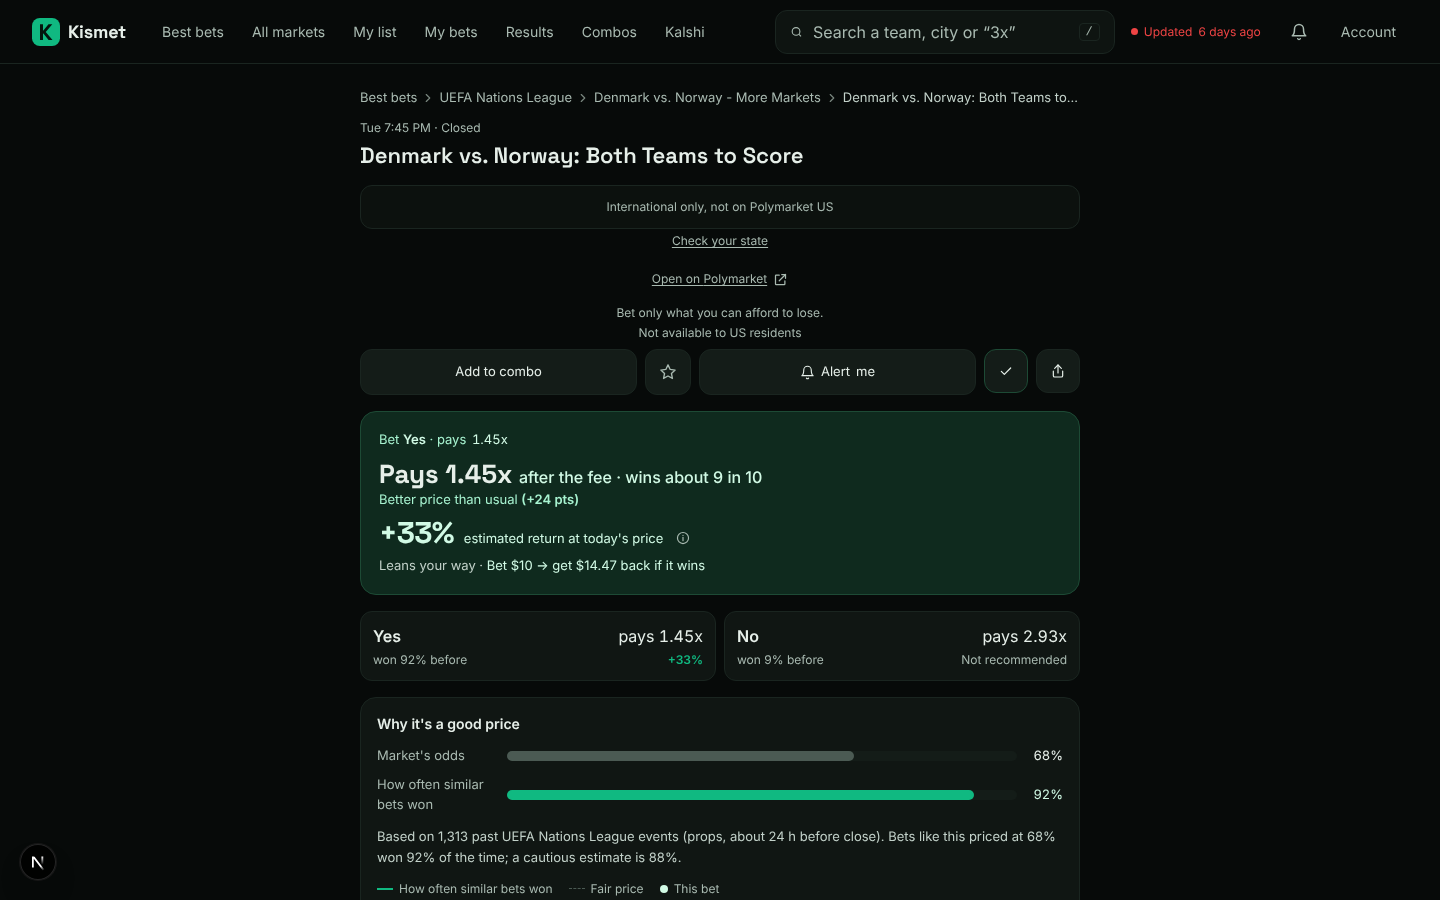 K Kismet Best bets All markets My list My bets Results Combos Kalshi Search a team, city or “3x” / Updated 6 days ago Account
Best bets > UEFA Nations League > Denmark vs. Norway - More Markets > Denmark vs. Norway: Both Teams to...
Tue 7:45 PM · Closed
Denmark vs. Norway: Both Teams to Score
International only, not on Polymarket US
Check your state
Open on Polymarket
Bet only what you can afford to lose.
Not available to US residents
Add to combo Alert me
Bet Yes · pays 1.45x
Pays 1.45x after the fee · wins about 9 in 10
Better price than usual (+24 pts)
+33% estimated return at today's price
Leans your way · Bet $10 → get $14.47 back if it wins
Yes pays 1.45x
won 92% before +33%
No pays 2.93x
won 9% before Not recommended
Why it's a good price
Market's odds 68%
How often similar
bets won 92%
Based on 1,313 past UEFA Nations League events (props, about 24 h before close). Bets like this priced at 68%
won 92% of the time; a cautious estimate is 88%.
How often similar bets won Fair price This bet
N